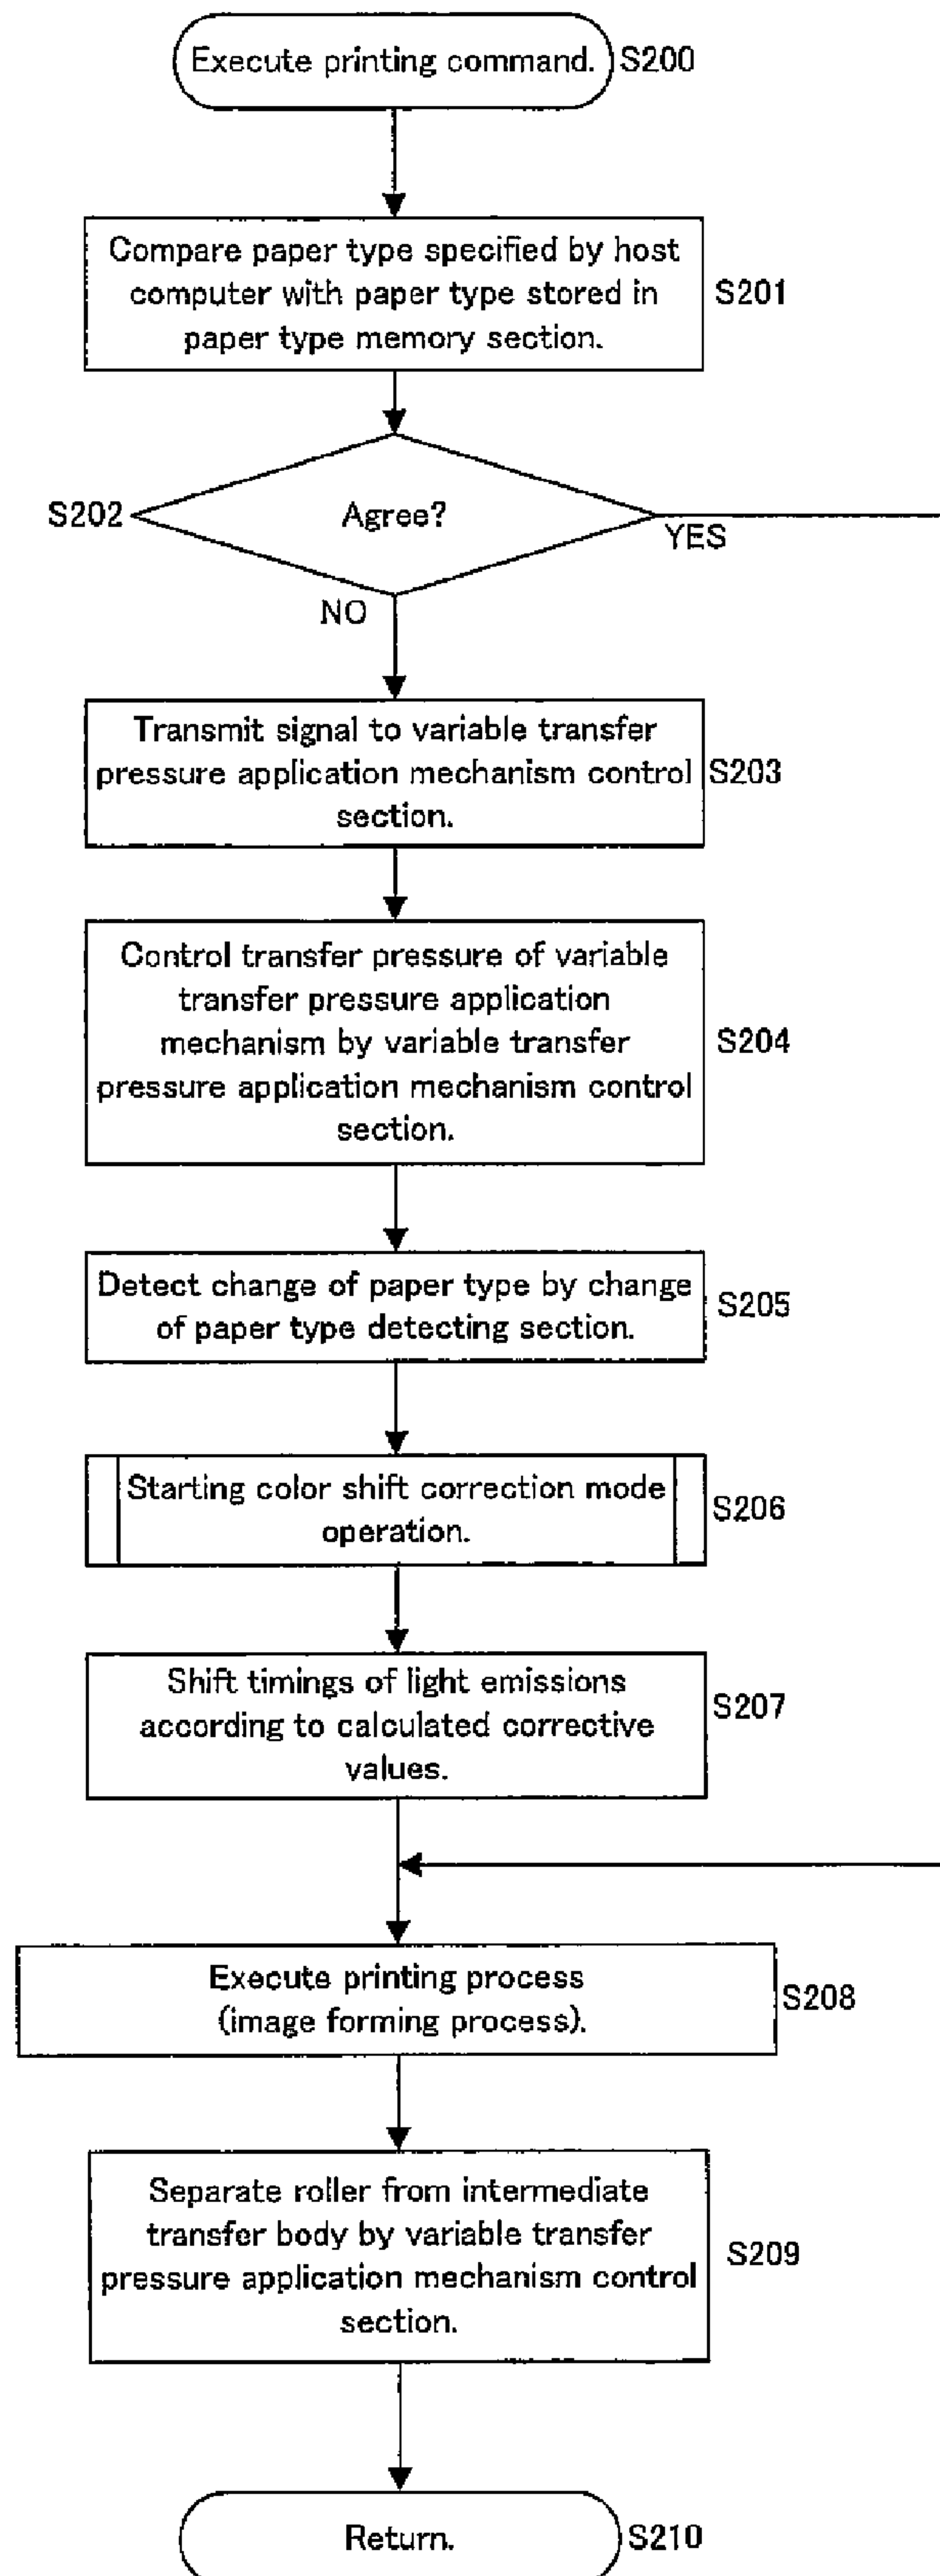 Execute printing command. S200
Compare paper type specified by host
computer with paper type stored in
paper type memory section.
S201
S202
Agree?
YES
NO
Transmit signal to variable transfer
pressure application mechanism control
section.
S203
Control transfer pressure of variable
transfer pressure application
mechanism by variable transfer
pressure application mechanism control
section.
S204
Detect change of paper type by change
of paper type detecting section.
S205
Starting color shift correction mode
operation.
S206
Shift timings of light emissions
according to calculated corrective
values.
S207
Execute printing process
(image forming process).
S208
Separate roller from intermediate
transfer body by variable transfer
pressure application mechanism control
section.
S209
Return. S210